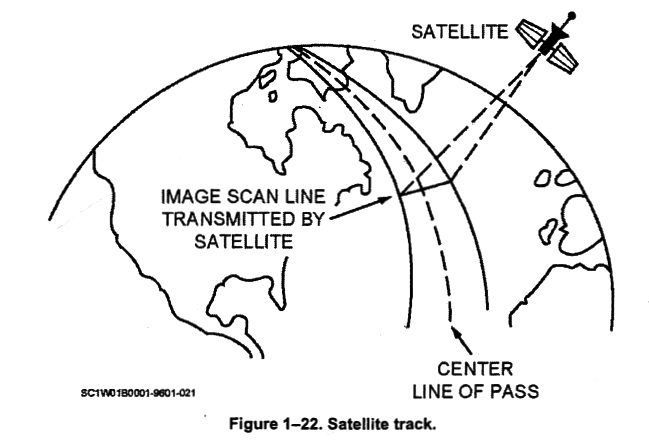 SATELLITE
IMAGE SCAN LINE
TRANSMITTED BY
SATELLITE
CENTER
LINE OF PASS
SC1W01B0001-9601-021
Figure 1–22. Satellite track.